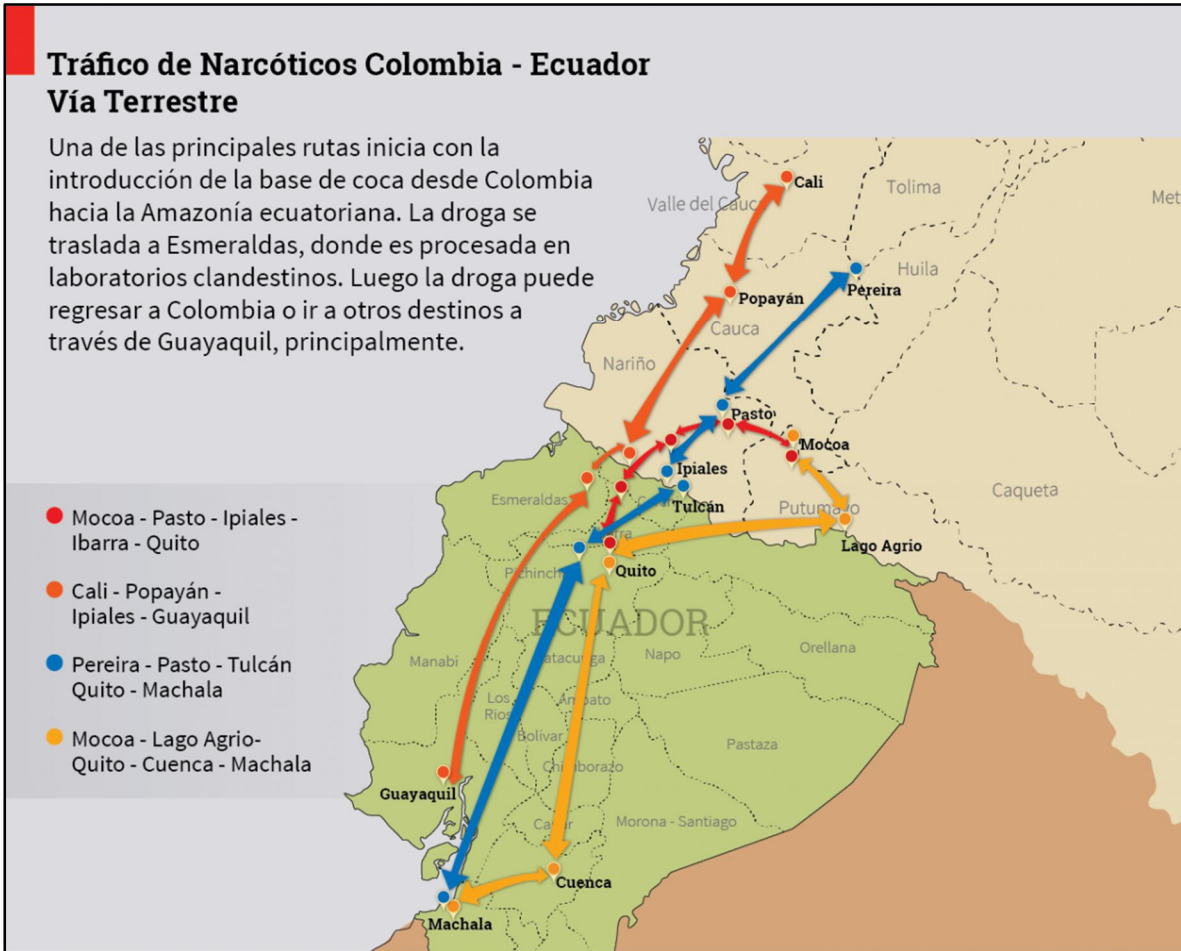 Tráfico de Narcóticos Colombia - Ecuador
Vía Terrestre
Una de las principales rutas inicia con la
introducción de la base de coca desde Colombia
hacia la Amazonía ecuatoriana. La droga se
traslada a Esmeraldas, donde es procesada en
laboratorios clandestinos. Luego la droga puede
regresar a Colombia o ir a otros destinos a
través de Guayaquil, principalmente.
Mocoa - Pasto - Ipiales -
Ibarra - Quito
Cali - Popayán -
Ipiales - Guayaquil
Pereira - Pasto - Tulcán
Quito - Machala
Mocoa - Lago Agrio-
Quito - Cuenca - Machala
Cali
Tolima
Valle del Cauca
Met
Huila
Pereira
Popayán
Cauca
Nariño
Pasto
Mocoa
Ipiales
Caqueta
Esmeraldas
Tulcán
Putumayo
Lago Agrio
Quito
Pichincha
ECUADOR
Orellana
Napo
Manabí
Los
Rios
Bolívar
Pastaza
Chimborazo
Guayaquil
Morona - Santiago
Cuenca
Machala